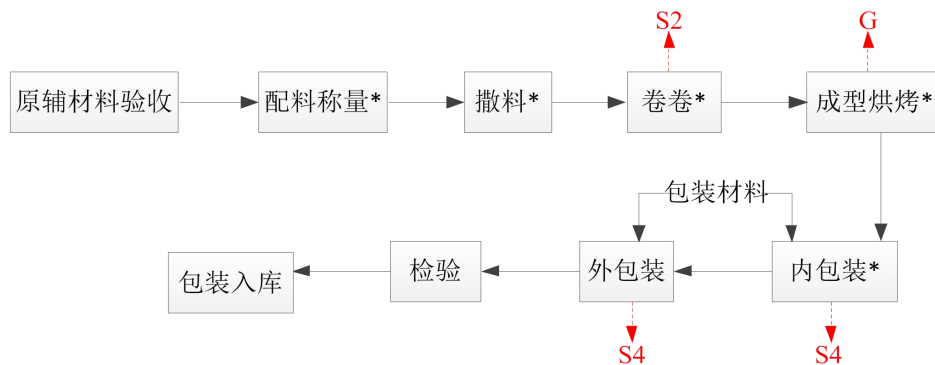 S2
G
原辅材料验收
配料称量*
撒料*
卷卷*
成型烘烤*
包装材料
包装入库
检验
外包装
内包装*
S4
S4